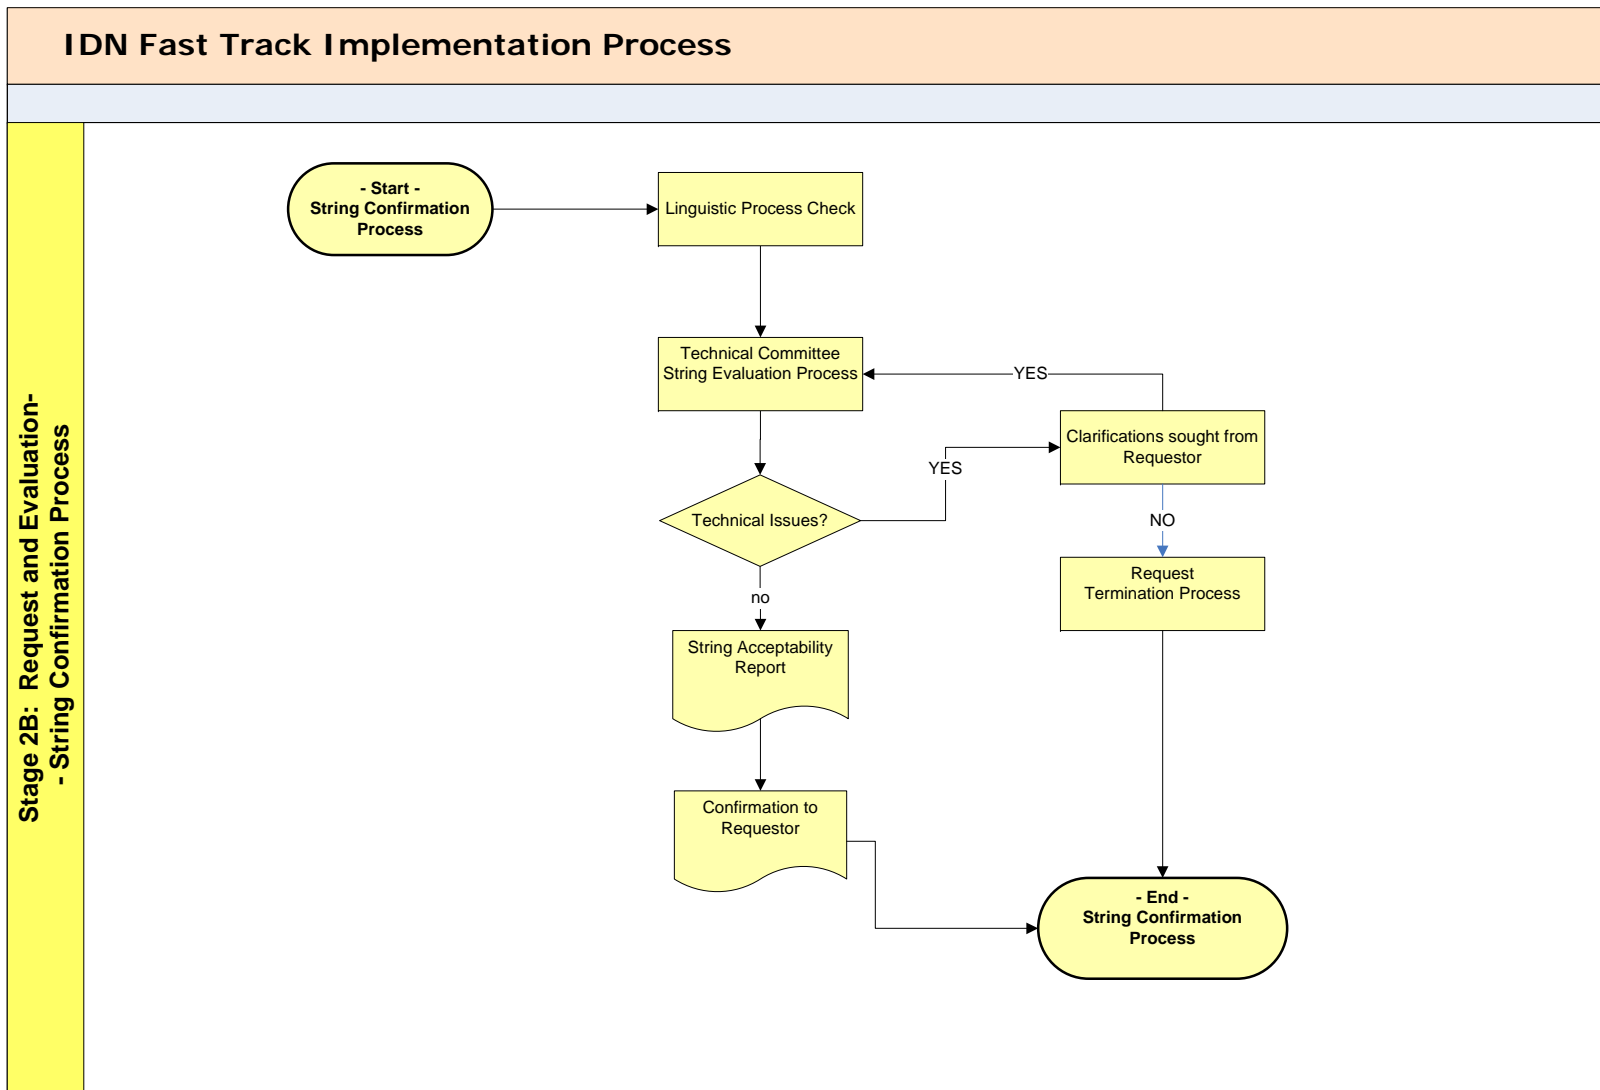 IDN Fast Track Implementation Process
Stage 2B:  Request and Evaluation-
- String Confirmation Process
- Start -
String Confirmation
Process
Linguistic Process Check
Technical Committee
String Evaluation Process
YES
Clarifications sought from
Requestor
YES
Technical Issues?
NO
Request
Termination Process
no
String Acceptability
Report
Confirmation to
Requestor
- End -
String Confirmation
Process